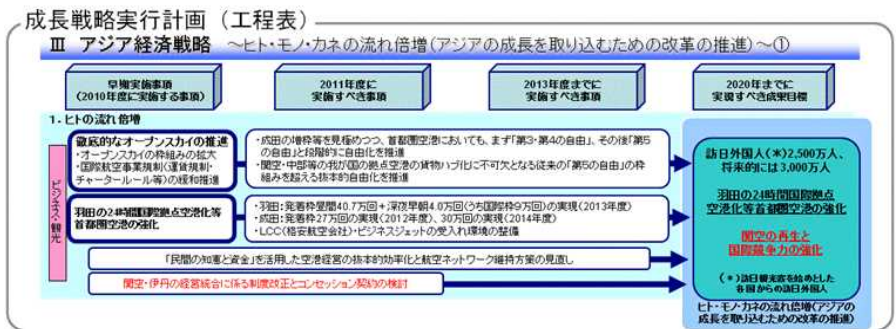 成長戦略実行計画（工程表）
Ⅲ アジア経済戦略　～ヒト・モノ・カネの流れ倍増（アジアの成長を取り込むための改革の推進）～①
早期実施事項
（2010年度に実施する事項）
2011年度に
実施すべき事項
2013年度までに
実施すべき事項
2020年までに
実現すべき成果目標
1．ヒトの流れ倍増
ビジネス・観光
徹底的なオープンスカイの推進
・オープンスカイの枠組みの拡大
・国際航空事業規制（運賃規制・
チャータールール等）の緩和推進
・成田の増枠等を見極めつつ、首都圏空港においても、まず「第3・第4の自由」、その後「第5
の自由」と段階的に自由化を推進
・関空・中部等の我が国の拠点空港の貨物ハブ化に不可欠となる従来の「第5の自由」の枠
組みを超える抜本的自由化を推進
羽田の24時間国際拠点空港化等
首都圏空港の強化
・羽田：発着枠昼間40.7万回＋深夜早朝4.0万回（うち国際枠9万回）の実現（2013年度）
・成田：発着枠27万回の実現（2012年度）、30万回の実現（2014年度）
・LCC（格安航空会社）・ビジネスジェットの受入れ環境の整備
「民間の知恵と資金」を活用した空港経営の抜本的効率化と航空ネットワーク維持方策の見直し
関空・伊丹の経営統合に係る制度改正とコンセッション契約の検討
訪日外国人（*）2,500万人、
将来的には3,000万人
羽田の24時間国際拠点
空港化等首都圏空港の強化
関空の再生と
国際競争力の強化
（*）訪日観光客を始めとした
各国からの訪日外国人
ヒト・モノ・カネの流れ倍増（アジアの
成長を取り込むための改革の推進）